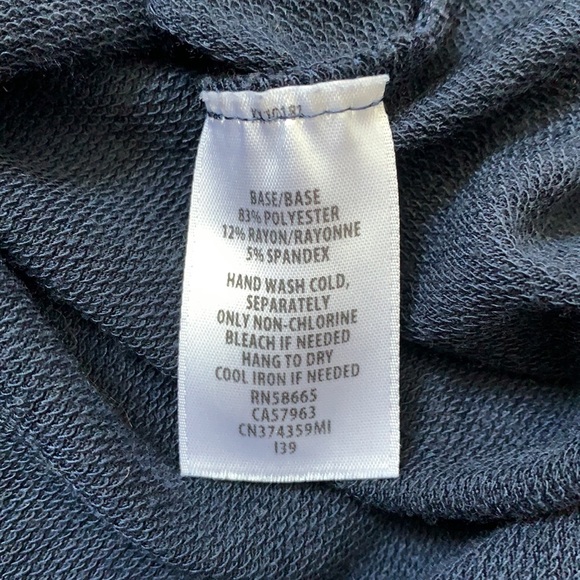 BASE/BASE
83% POLYESTER
12% RAYON/RAYONNE
5% SPANDEX
HAND WASH COLD,
SEPARATELY
ONLY NON-CHLORINE
BLEACH IF NEEDED
HANG TO DRY
COOL IRON IF NEEDED
RN58665
CA57963
CN374359MI
I39